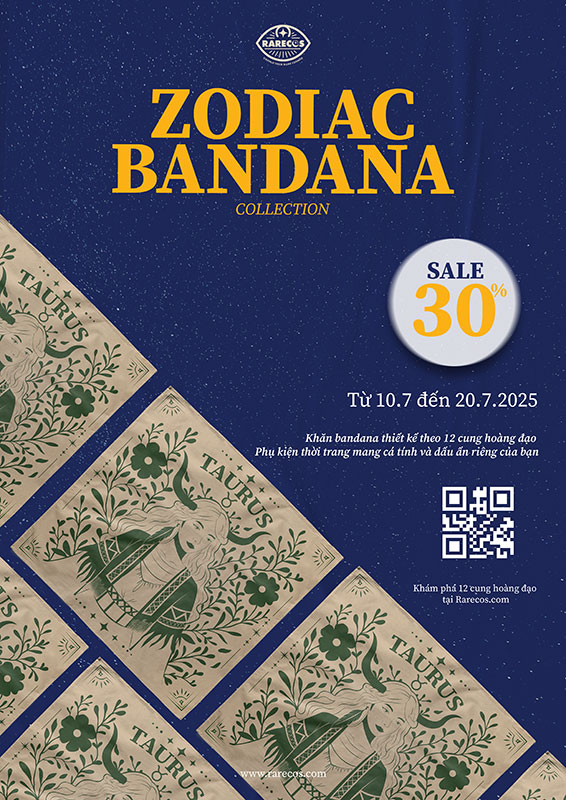 RARECOS
ZODIAC
BANDANA
COLLECTION
TAURUS
SALE
30%
Từ 10.7 đến 20.7.2025
Khăn bandana thiết kế theo 12 cung hoàng đạo
Phụ kiện thời trang mang cá tính và dấu ấn riêng của bạn
TAURUS
Khám phá 12 cung hoàng đạo
tại Rarecos.com
TAURUS
TAURUS
www.rarecos.com